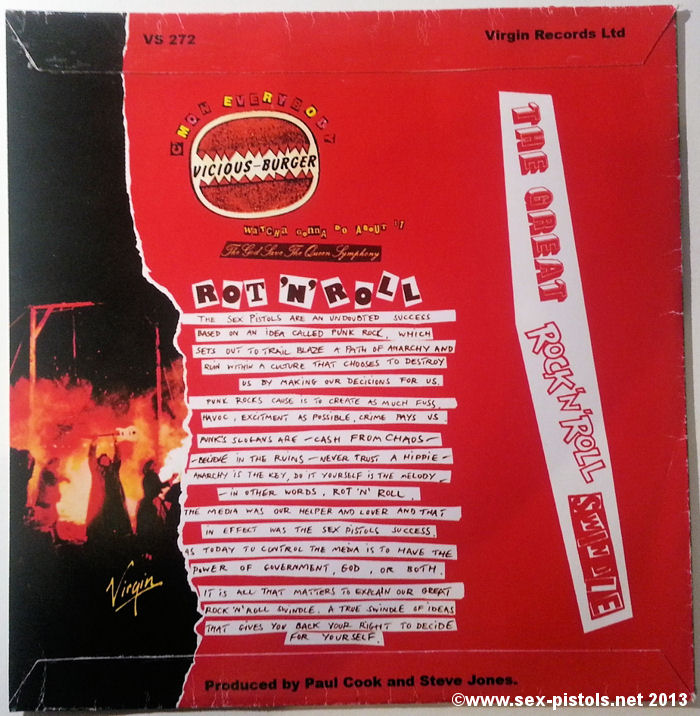 VS 272
Virgin Records Ltd
C'MON EVERYBODY
VICIOUS-BURGER
WATCHA GONNA DO ABOUT IT
The God Save The Queen Symphony
ROT 'N' ROLL
THE SEX PISTOLS ARE AN UNDOUBTED SUCCESS
BASED ON AN IDEA CALLED PUNK ROCK, WHICH
SETS OUT TO TRAIL BLAZE A PATH OF ANARCHY AND
RUIN WITHIN A CULTURE THAT CHOOSES TO DESTROY
US BY MAKING OUR DECISIONS FOR US.
PUNK ROCKS CAUSE IS TO CREATE AS MUCH FUSS,
HAVOC, EXCITMENT AS POSSIBLE, CRIME PAYS US.
PUNK'S SLOGANS ARE - CASH FROM CHAOS -
- BELIEVE IN THE RUINS - NEVER TRUST A HIPPIE -
ANARCHY IS THE KEY, DO IT YOURSELF IS THE MELODY -
- IN OTHER WORDS, ROT 'N' ROLL.
THE MEDIA WAS OUR HELPER AND LOVER AND THAT
IN EFFECT WAS THE SEX PISTOLS SUCCESS.
AS TODAY TO CONTROL THE MEDIA IS TO HAVE THE
POWER OF GOVERNMENT, GOD, OR BOTH.
IT IS ALL THAT MATTERS TO EXPLAIN OUR GREAT
ROCK 'N' ROLL SWINDLE. A TRUE SWINDLE OF IDEAS
THAT GIVES YOU BACK YOUR RIGHT TO DECIDE
FOR YOURSELF.
THE GREAT ROCK 'N' ROLL SWINDLE
Virgin
Produced by Paul Cook and Steve Jones.
©www.sex-pistols.net 2013